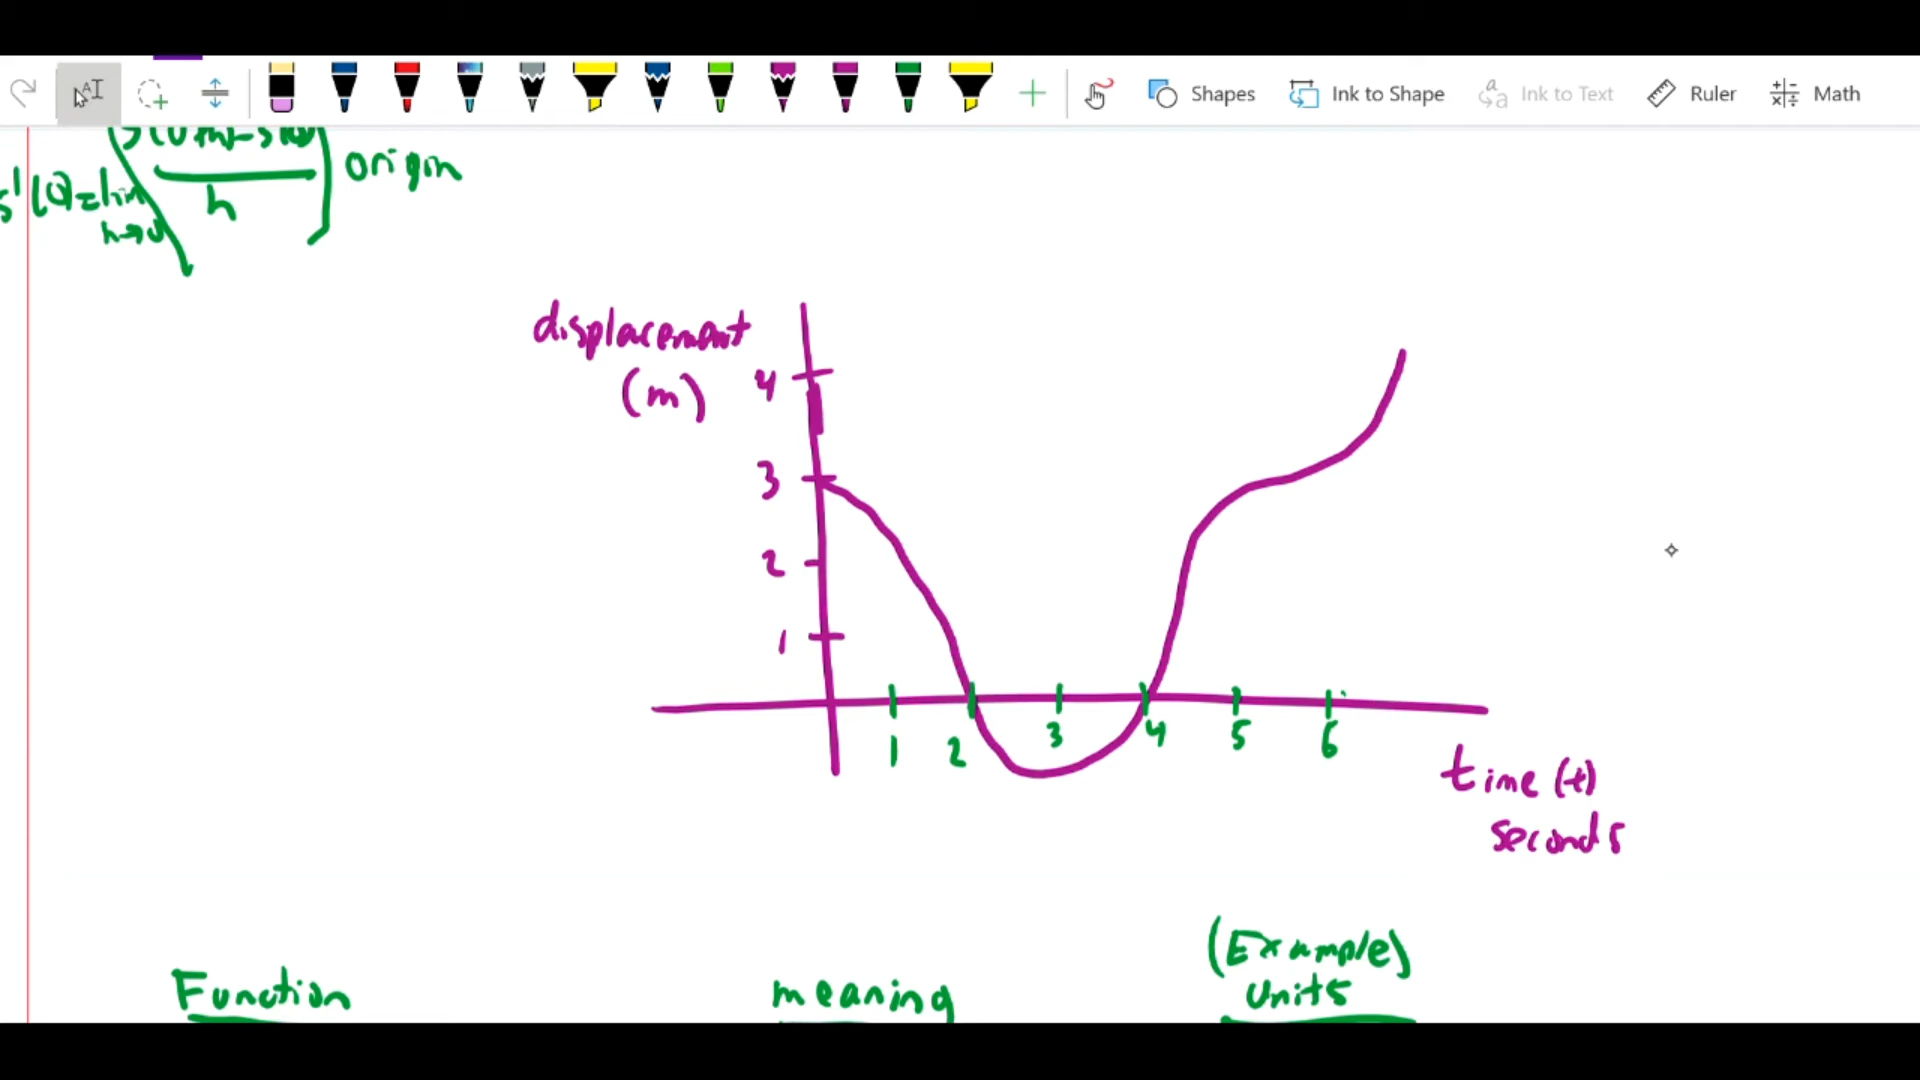 Shapes Ink to Shape Ink to Text Ruler Math
h
origin
h→0
displacement
(m)
4
3
2
1
1 2 3 4 5 6
time (t)
seconds
(Example)
Function meaning Units